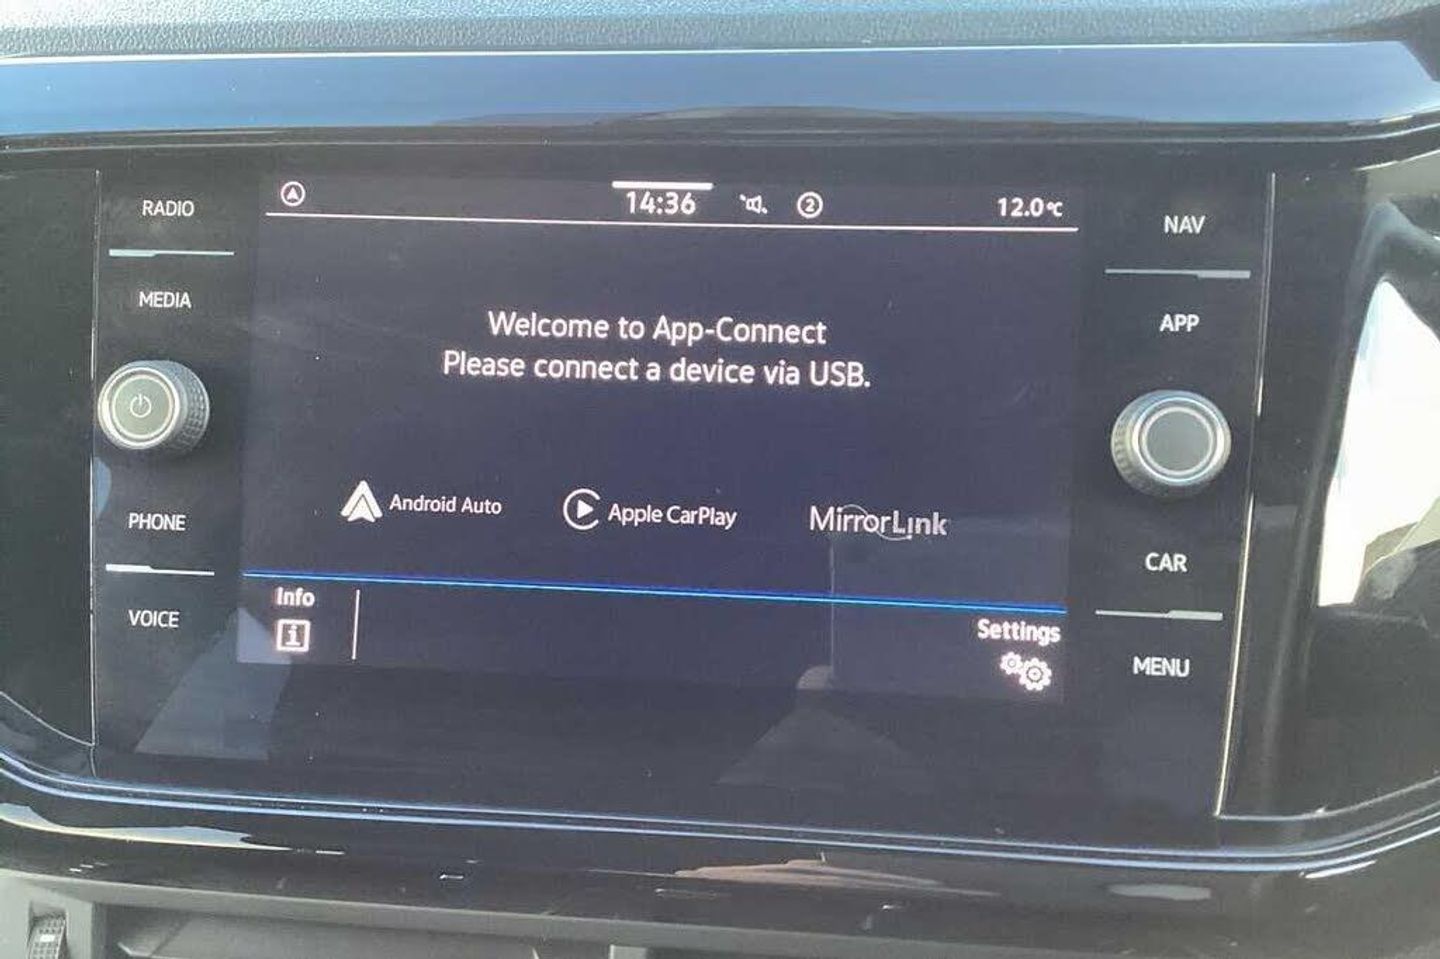 RADIO
MEDIA
PHONE
VOICE
14:36
2
12.0°C
Welcome to App-Connect
Please connect a device via USB.
Android Auto
Apple CarPlay
MirrorLink
Info
i
Settings
NAV
APP
CAR
MENU